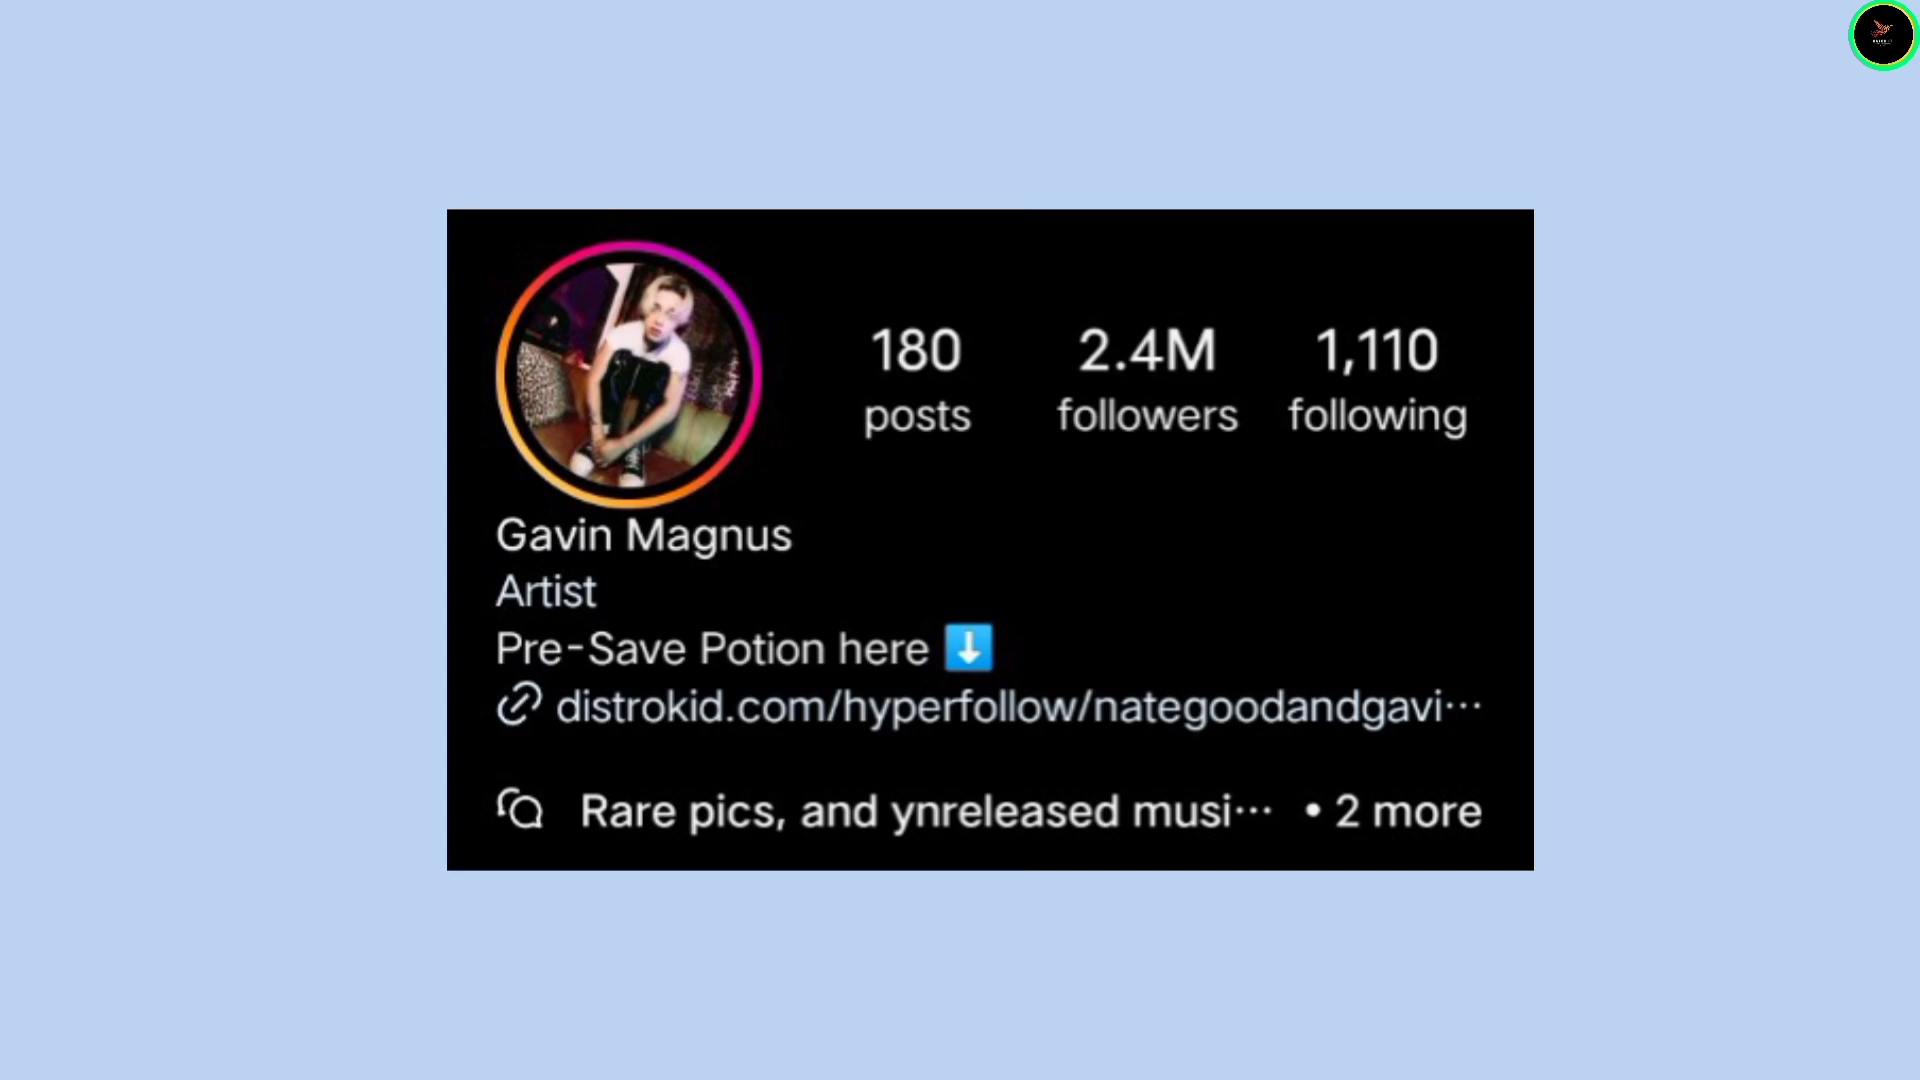 180 2.4M 1,110
posts followers following
Gavin Magnus
Artist
Pre-Save Potion here ⬇️
distrokid.com/hyperfollow/nategoodandgavi...
Rare pics, and ynreleased musi... • 2 more